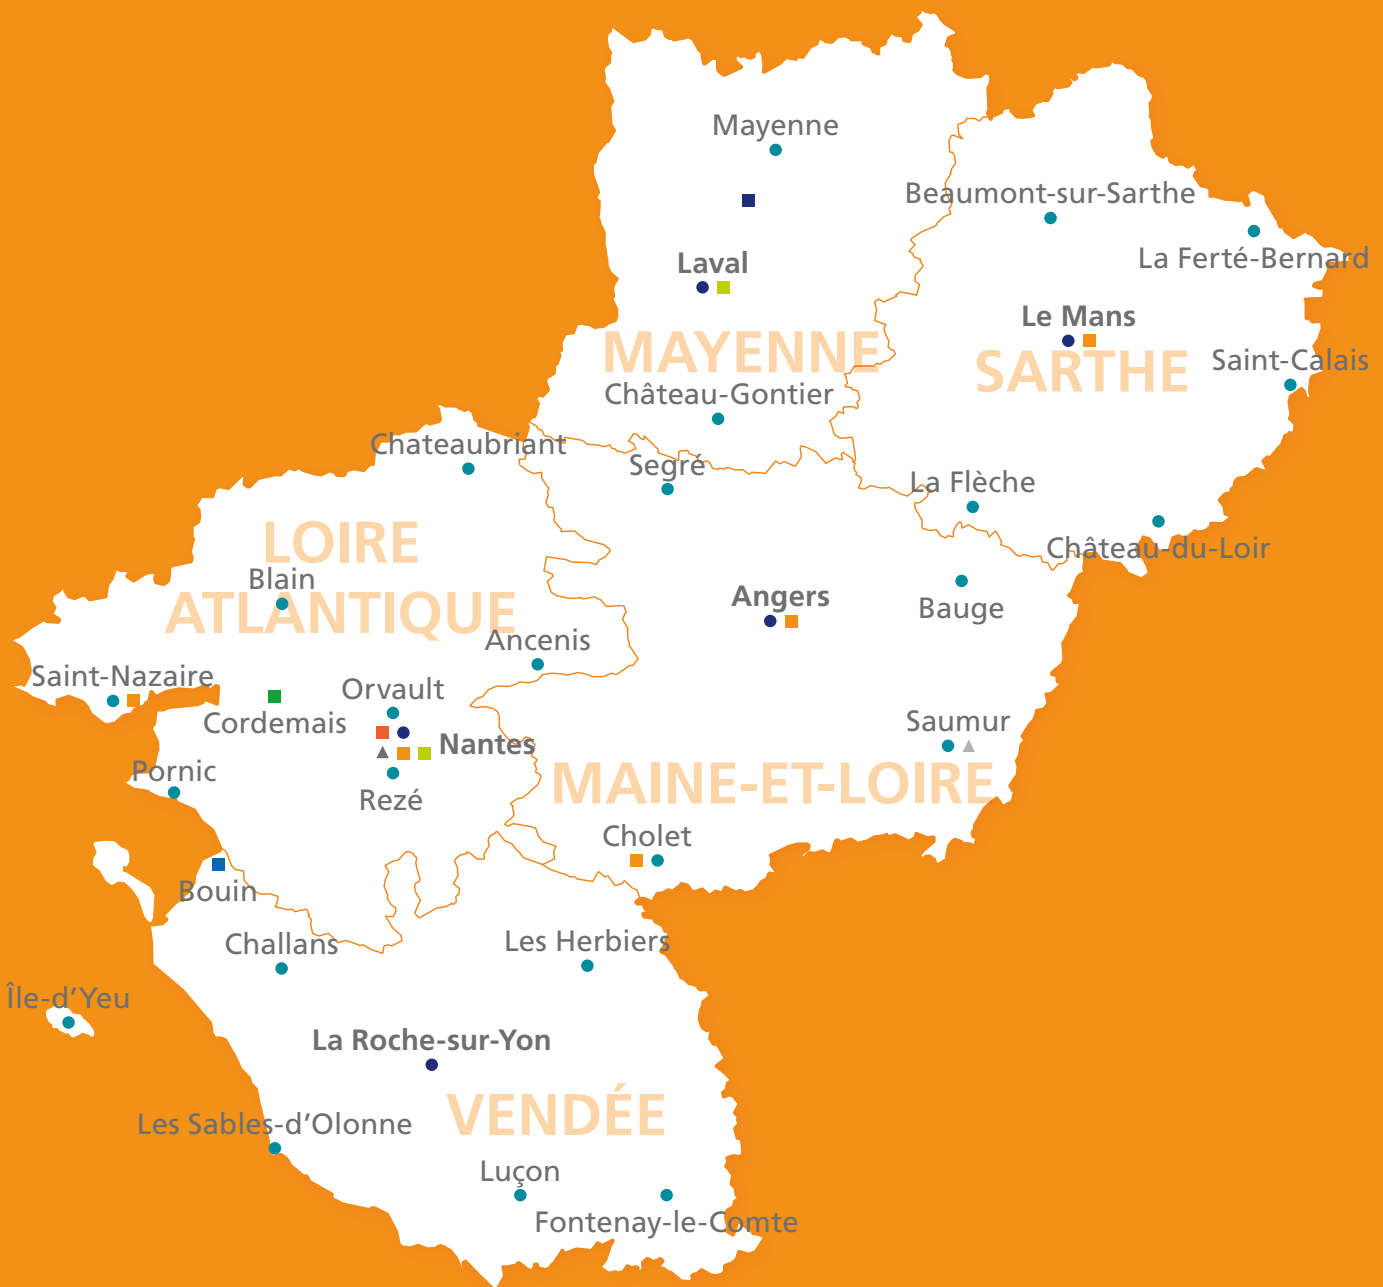 Mayenne
Beaumont-sur-Sarthe
La Ferté-Bernard
Laval
Le Mans
MAYENNE
SARTHE
Saint-Calais
Château-Gontier
Chateaubriant
Segré
La Flèche
LOIRE
Château-du-Loir
Blain
ATLANTIQUE
Angers
Bauge
Ancenis
Saint-Nazaire
Orvault
Cordemais
Saumur
Nantes
Pornic
MAINE-ET-LOIRE
Rezé
Cholet
Bouin
Challans
Les Herbiers
Île-d'Yeu
La Roche-sur-Yon
VENDÉE
Les Sables-d'Olonne
Luçon
Fontenay-le-Comte